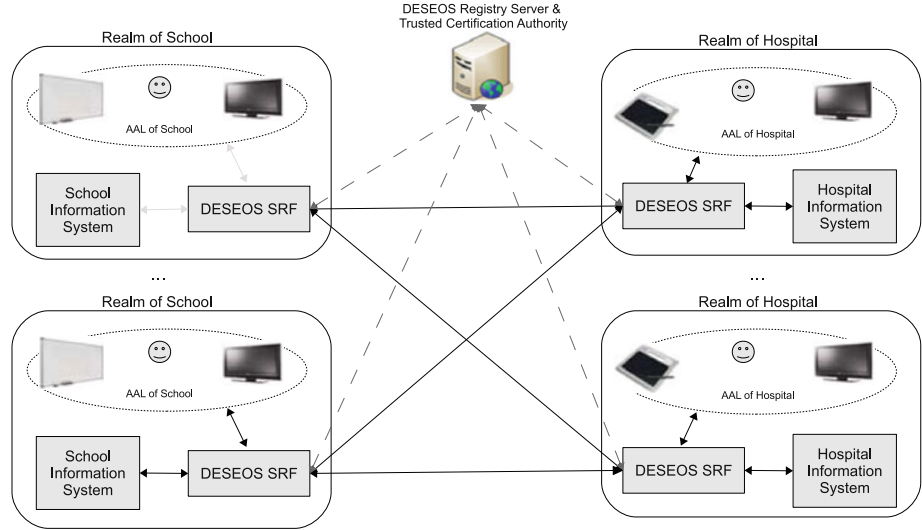 DESEOS Registry Server &
Trusted Certification Authority
Realm of School
AAL of School
School
Information
System
DESEOS SRF
Realm of Hospital
AAL of Hospital
DESEOS SRF
Hospital
Information
System
...
...
Realm of School
AAL of School
School
Information
System
DESEOS SRF
Realm of Hospital
AAL of Hospital
DESEOS SRF
Hospital
Information
System